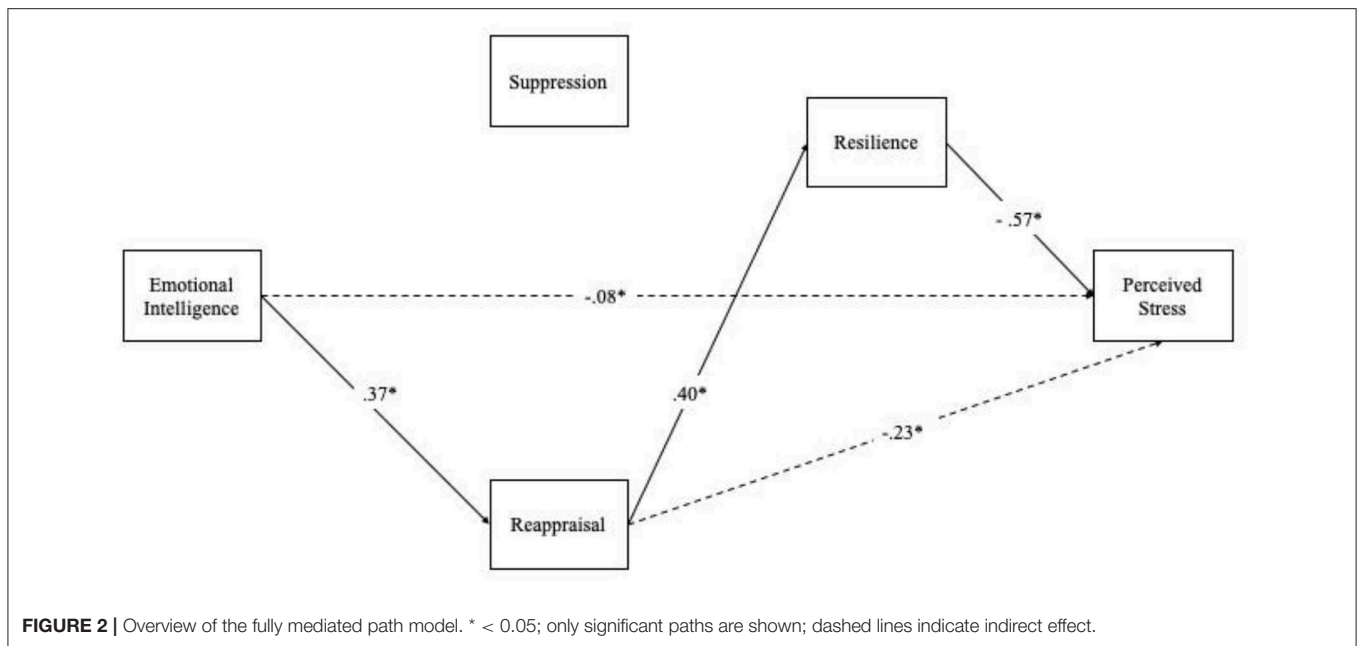 Suppression
Resilience
- .57*
Emotional
Intelligence
-.08*
Perceived
Stress
.37*
.40*
-.23*
Reappraisal
FIGURE 2 | Overview of the fully mediated path model. * < 0.05; only significant paths are shown; dashed lines indicate indirect effect.